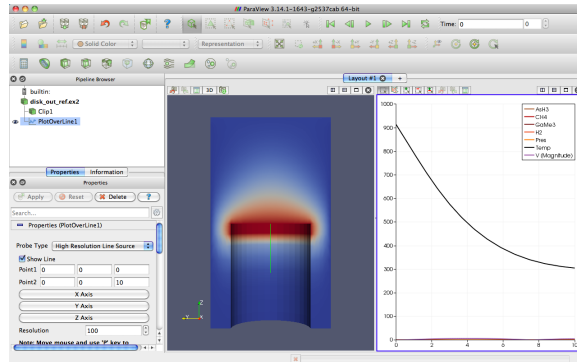 ParaView 3.14.1-1643-g2537cab 64-bit
Time: 0 0
Solid Color Representation
Pipeline Browser
Layout #1
builtin:
disk_out_ref.ex2
Clip1
PlotOverLine1
3D
Properties Information
Properties
Apply Reset Delete ?
Search...
Properties (PlotOverLine1)
Probe Type High Resolution Line Source
Show Line
Point1 0 0 0
Point2 0 0 10
X Axis
Y Axis
Z Axis
Resolution 100
Note: Move mouse and use 'P' key to
Z
Y X
1000
900
800
700
600
500
400
300
200
100
0
0 2 4 6 8 10
AsH3
CH4
GaMe3
H2
Pres
Temp
V (Magnitude)